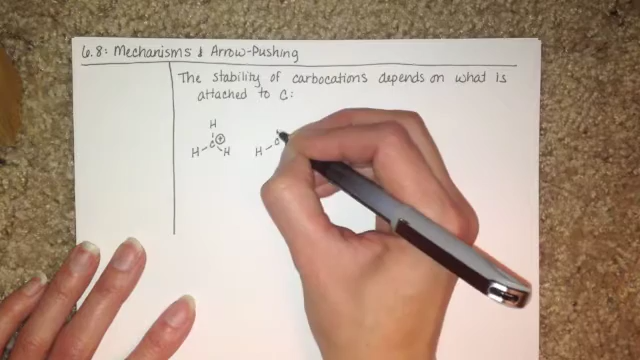 6.8: Mechanisms & Arrow-Pushing
The stability of carbocations depends on what is
attached to C:
H
C ⊕ C
H H H